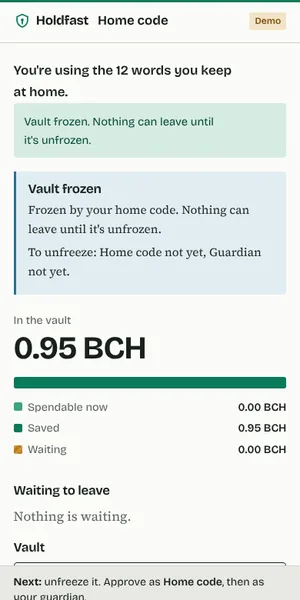 Holdfast Home code Demo
You're using the 12 words you keep
at home.
Vault frozen. Nothing can leave until
it's unfrozen.
Vault frozen
Frozen by your home code. Nothing can
leave until it's unfrozen.
To unfreeze: Home code not yet, Guardian
not yet.
In the vault
0.95 BCH
Spendable now 0.00 BCH
Saved 0.95 BCH
Waiting 0.00 BCH
Waiting to leave
Nothing is waiting.
Vault
Next: unfreeze it. Approve as Home code, then as
your guardian.